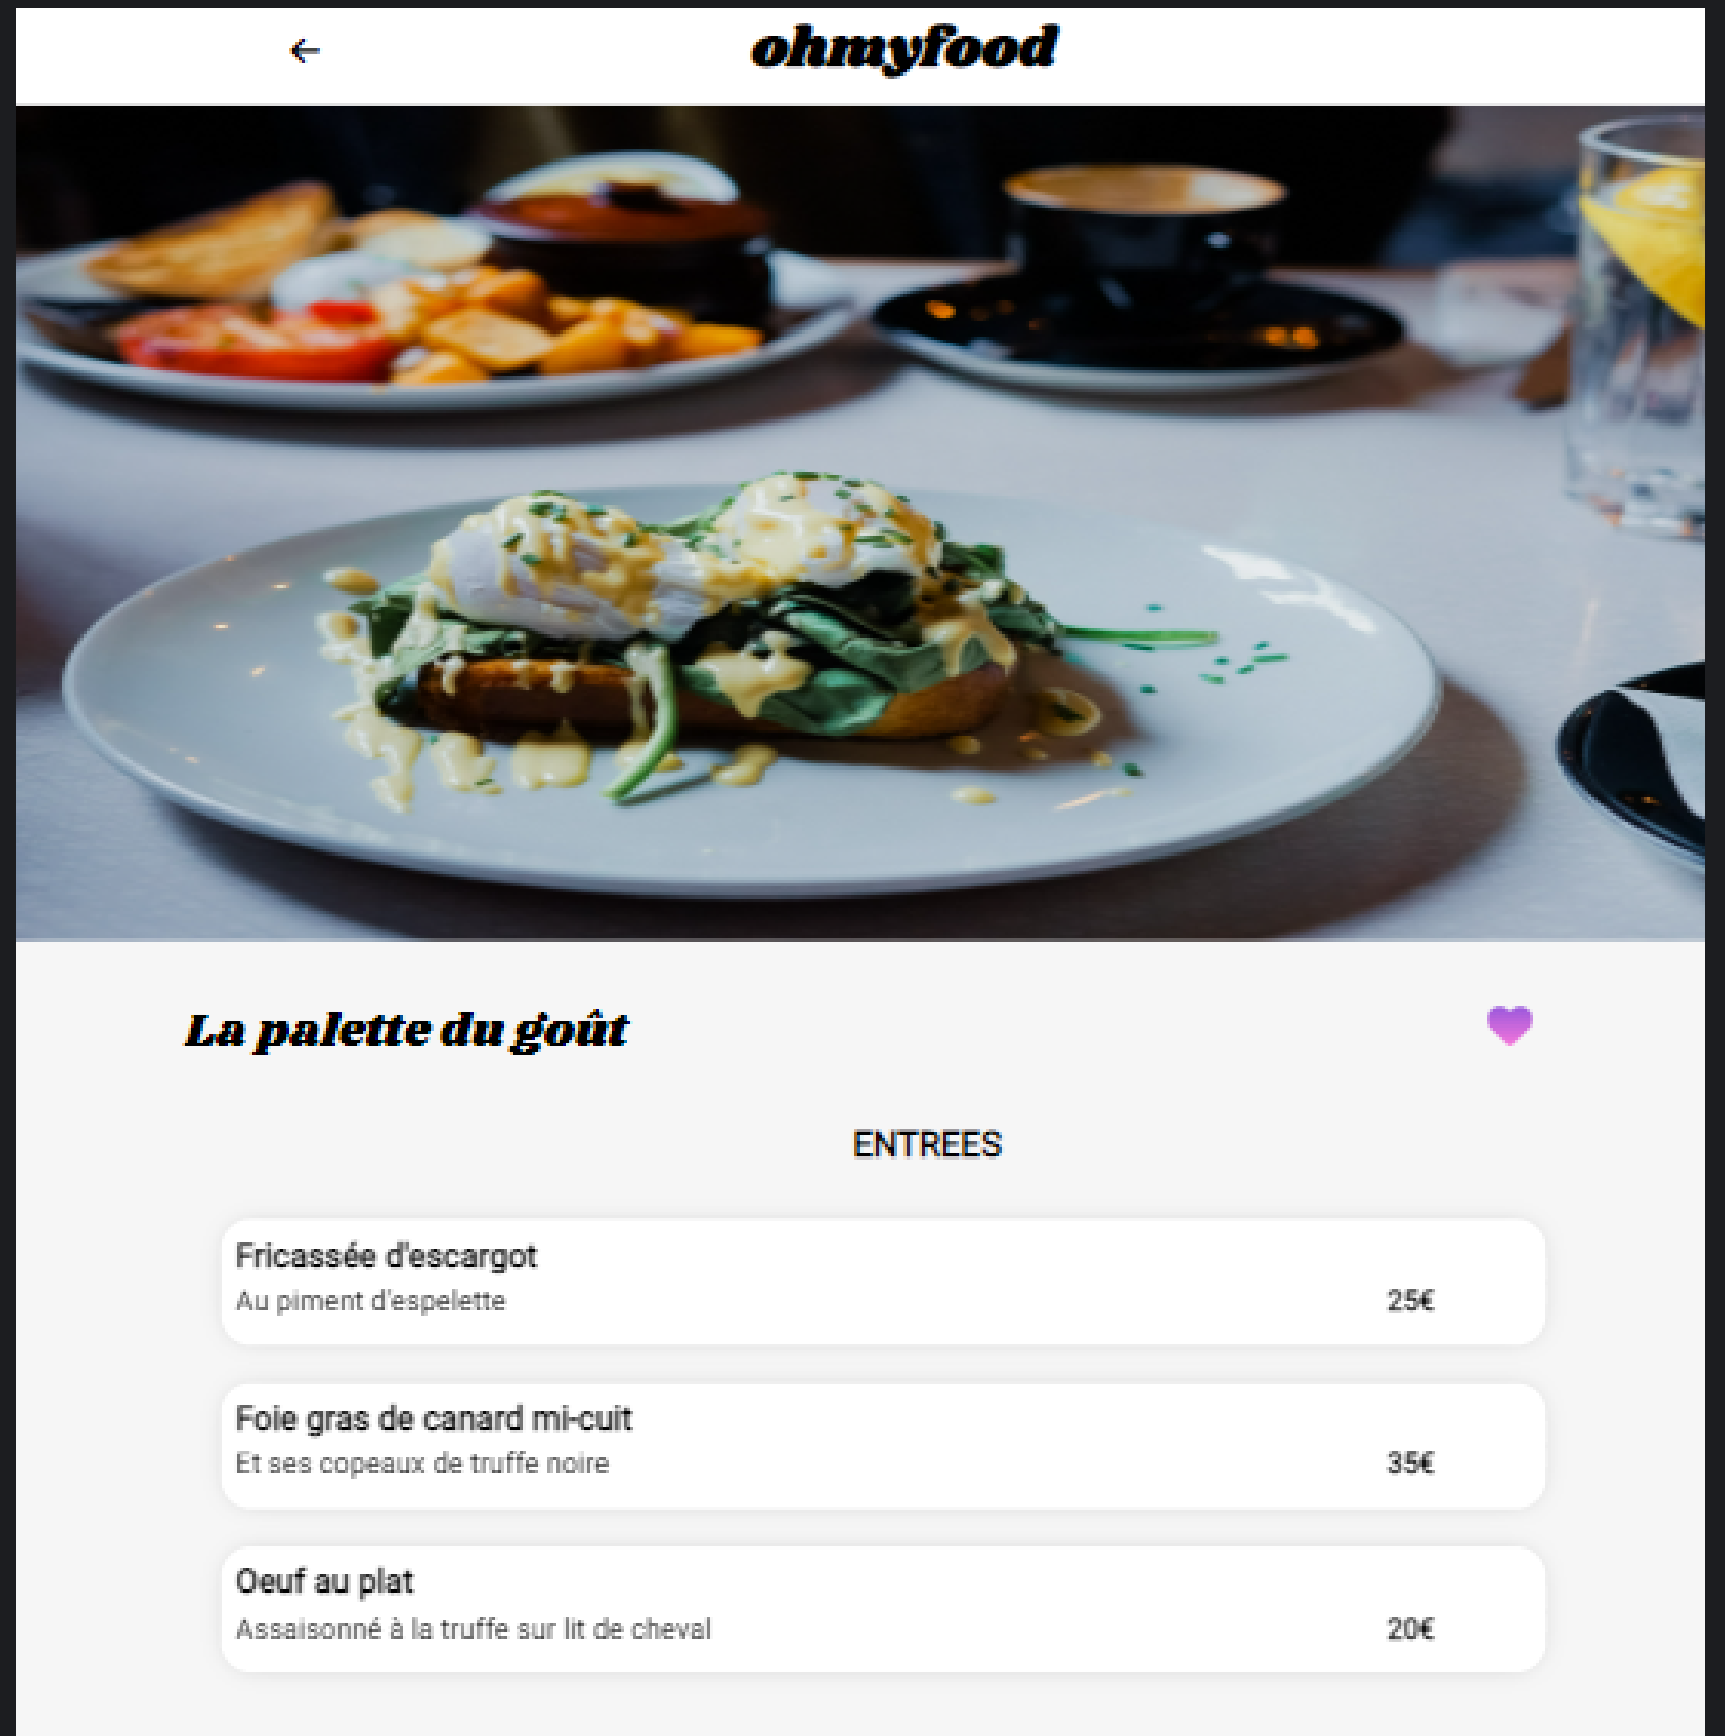 ohmyfood
La palette du goût
ENTREES
Fricassée d'escargot
Au piment d'espelette
25€
Foie gras de canard mi-cuit
Et ses copeaux de truffe noire
35€
Oeuf au plat
Assaisonné à la truffe sur lit de cheval
20€